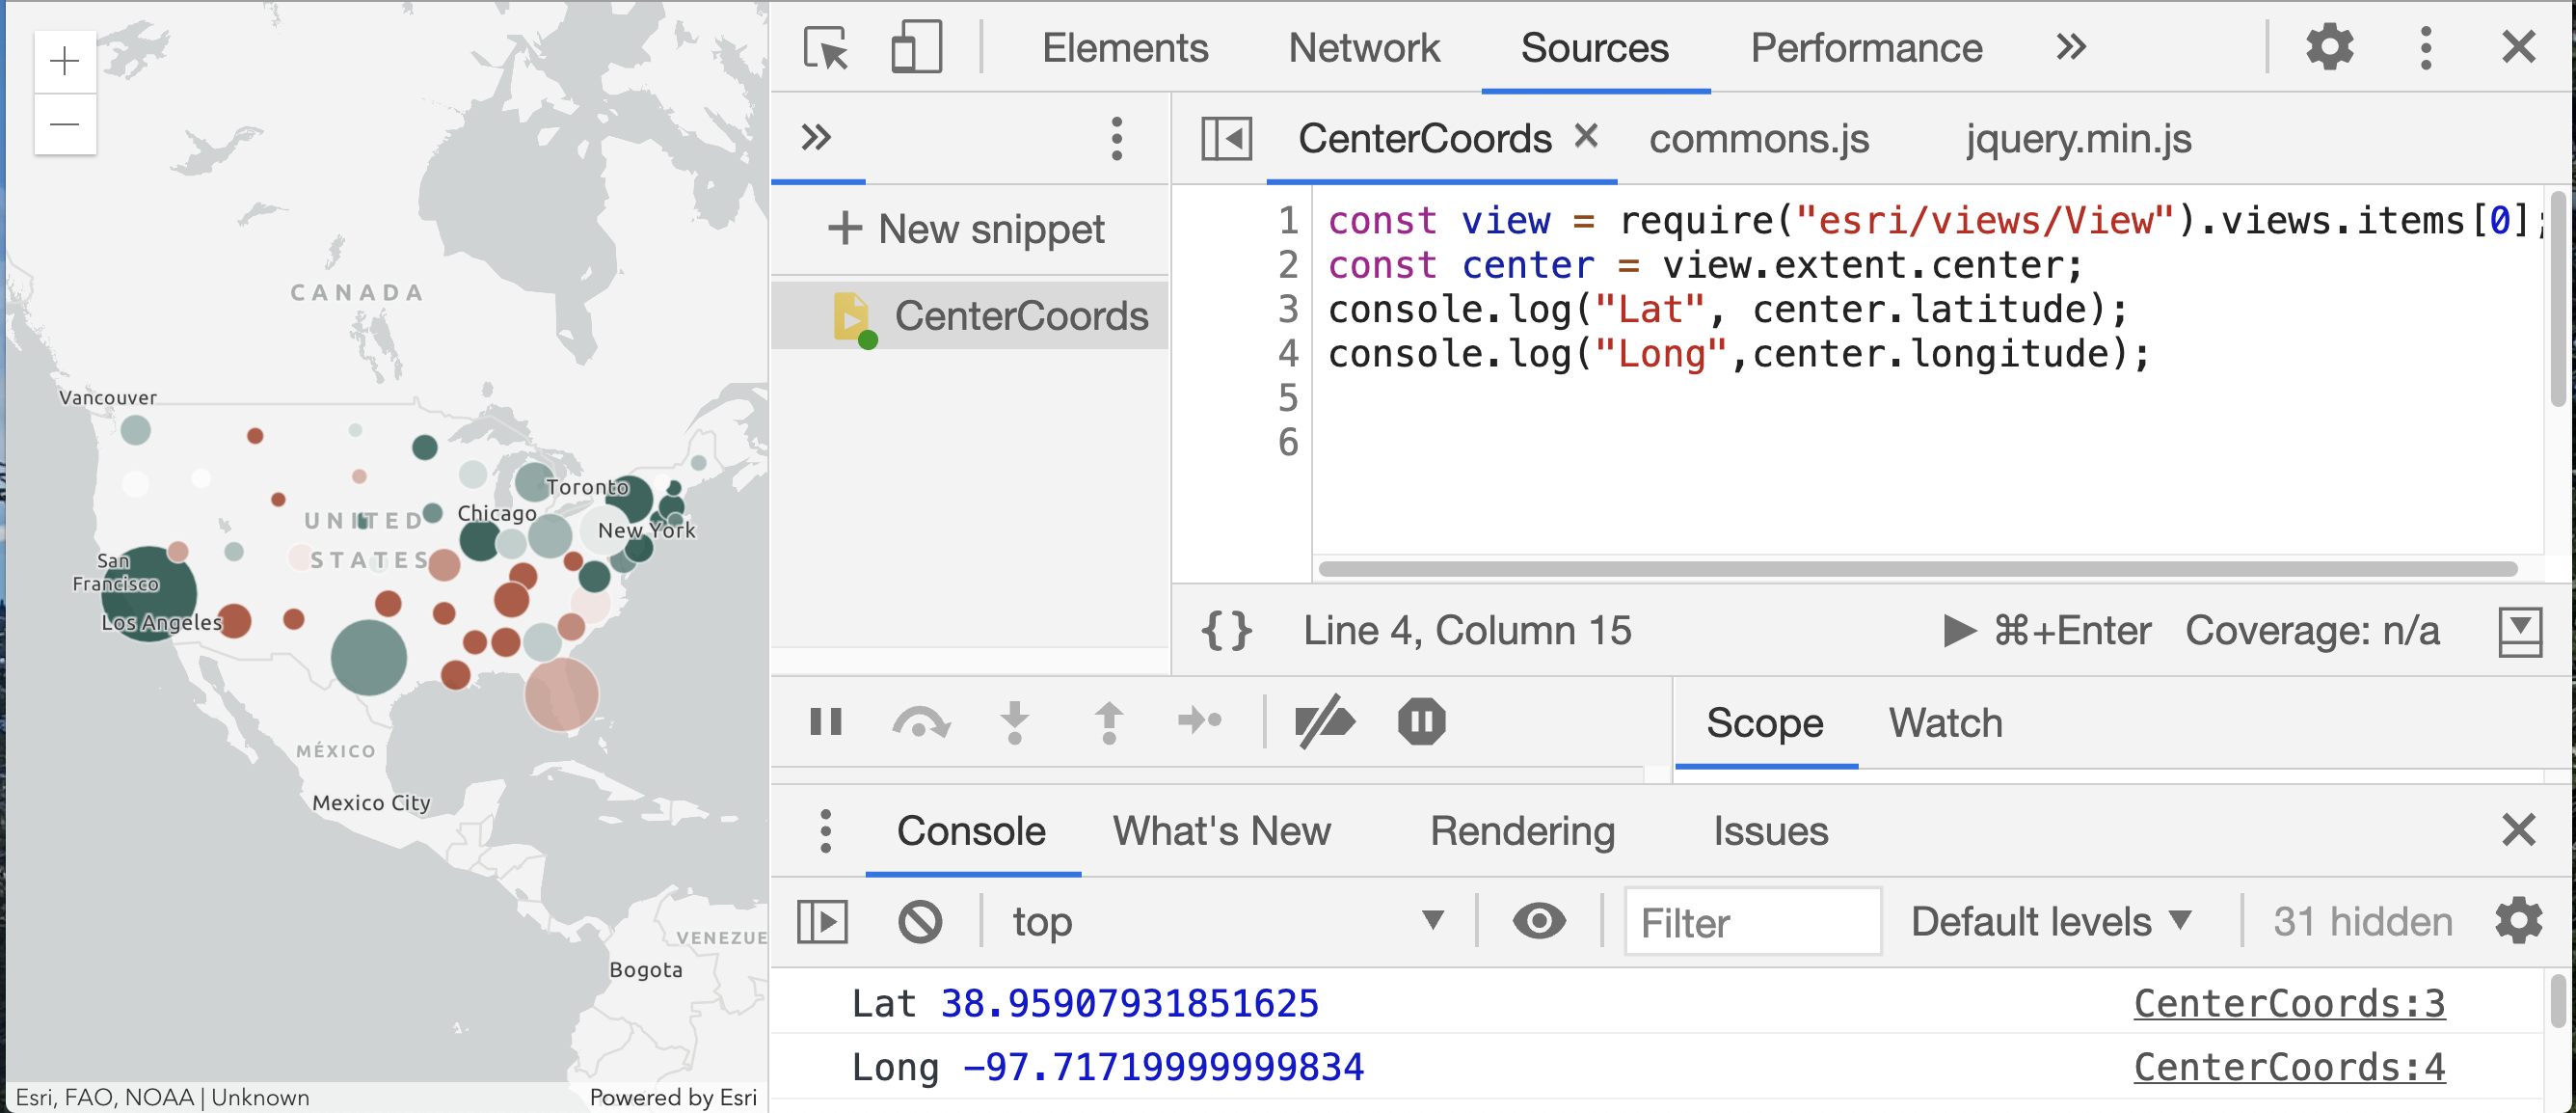 CANADA
Vancouver
Toronto
Chicago
New York
UNITED
STATES
San
Francisco
Los Angeles
MÉXICO
Mexico City
VENEZUE
Bogota
Esri, FAO, NOAA | Unknown
Powered by Esri
Elements Network Sources Performance
CenterCoords commons.js jquery.min.js
New snippet
CenterCoords
1 const view = require("esri/views/View").views.items[0];
2 const center = view.extent.center;
3 console.log("Lat", center.latitude);
4 console.log("Long",center.longitude);
5
6
{} Line 4, Column 15 ⌘+Enter Coverage: n/a
Scope Watch
Console What's New Rendering Issues
top Filter Default levels 31 hidden
Lat 38.95907931851625 CenterCoords:3
Long -97.71719999999834 CenterCoords:4